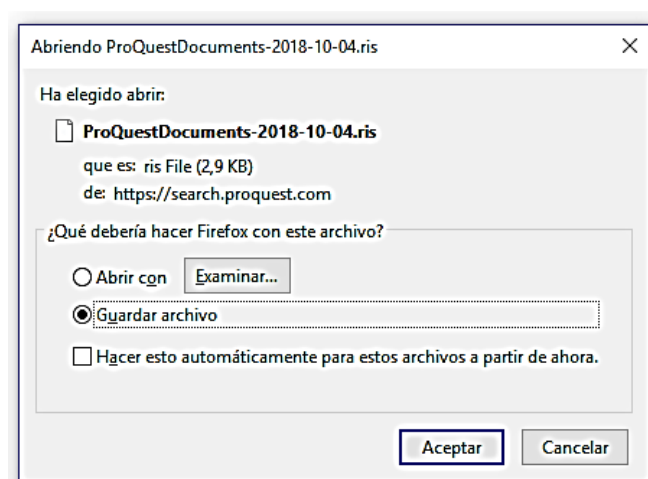 Abriendo ProQuestDocuments-2018-10-04.ris
Ha elegido abrir:
ProQuestDocuments-2018-10-04.ris
que es: ris File (2,9 KB)
de: https://search.proquest.com
¿Qué debería hacer Firefox con este archivo?
Abrir con Examinar...
Guardar archivo
Hacer esto automáticamente para estos archivos a partir de ahora.
Aceptar Cancelar